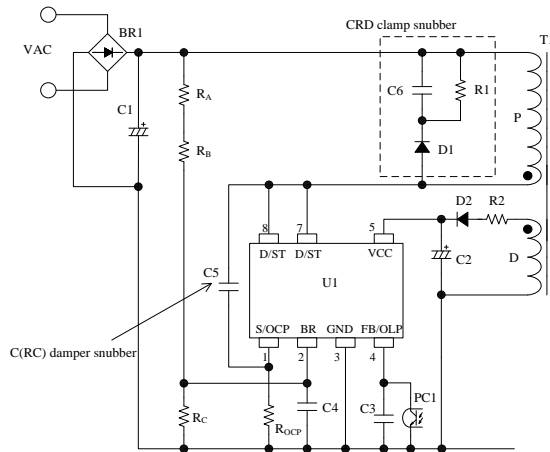 CRD clamp snubber
BR1
T1
VAC
C6
R1
RA
C1
P
RB
D1
D2 R2
8 7 5
D/ST D/ST VCC
C5
C2
U1
D
S/OCP BR GND FB/OLP
C(RC) damper snubber
1 2 3 4
PC1
C4 C3
RC
ROCP